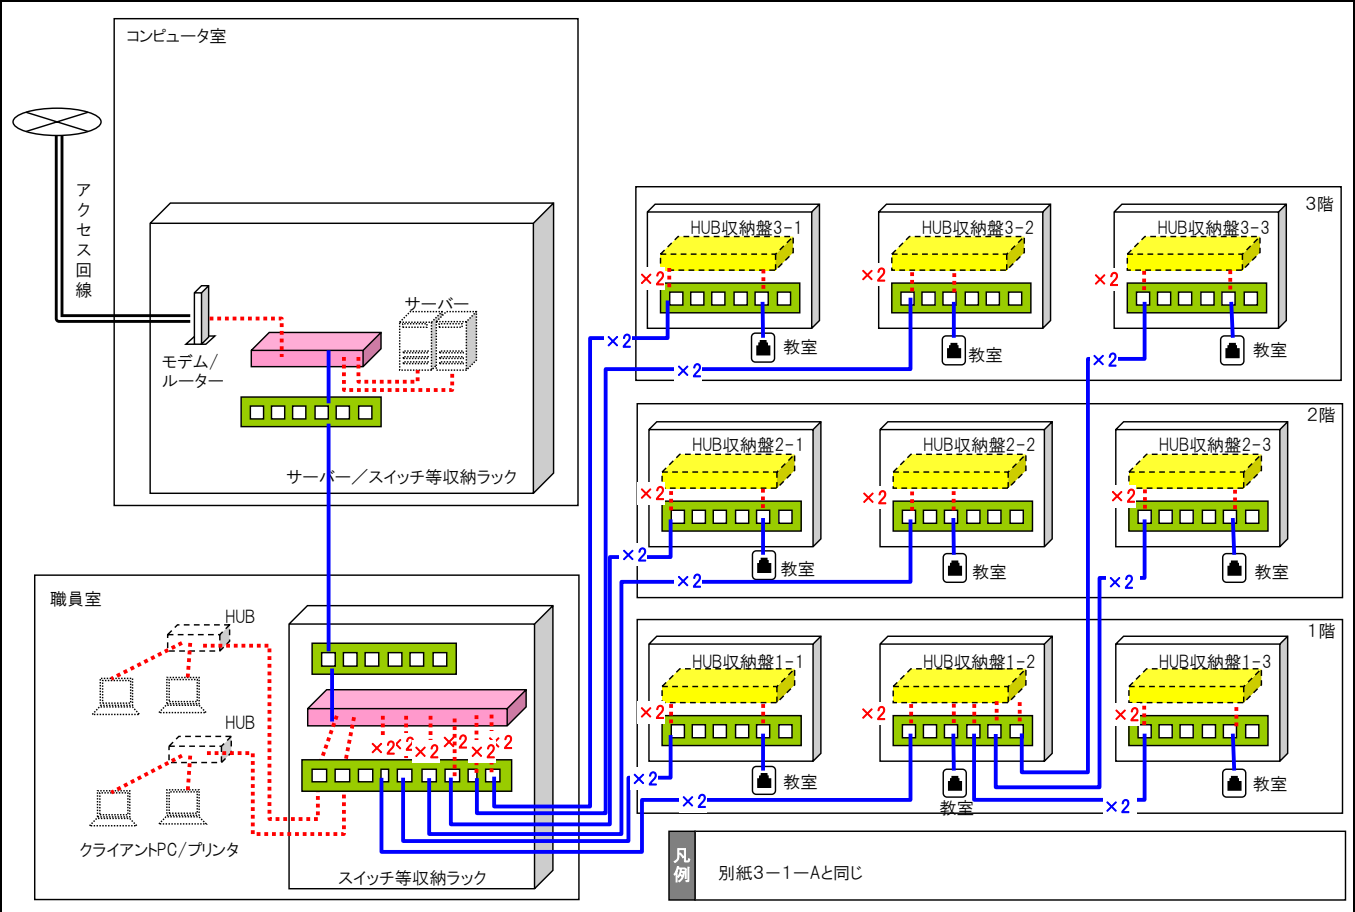 コンピュータ室
アクセス回線
モデム/
ルーター
サーバー
サーバー／スイッチ等収納ラック
3階
HUB収納盤3-1
HUB収納盤3-2
HUB収納盤3-3
×2
×2
×2
×2
教室
×2
教室
×2
教室
2階
HUB収納盤2-1
HUB収納盤2-2
HUB収納盤2-3
×2
×2
×2
×2
教室
×2
教室
×2
教室
1階
HUB収納盤1-1
HUB収納盤1-2
HUB収納盤1-3
×2
×2
×2
×2
教室
×2
教室
×2
教室
職員室
HUB
HUB
クライアントPC/プリンタ
×2
×2
×2
×2
×2
×2
スイッチ等収納ラック
凡例
別紙3－1－Aと同じ